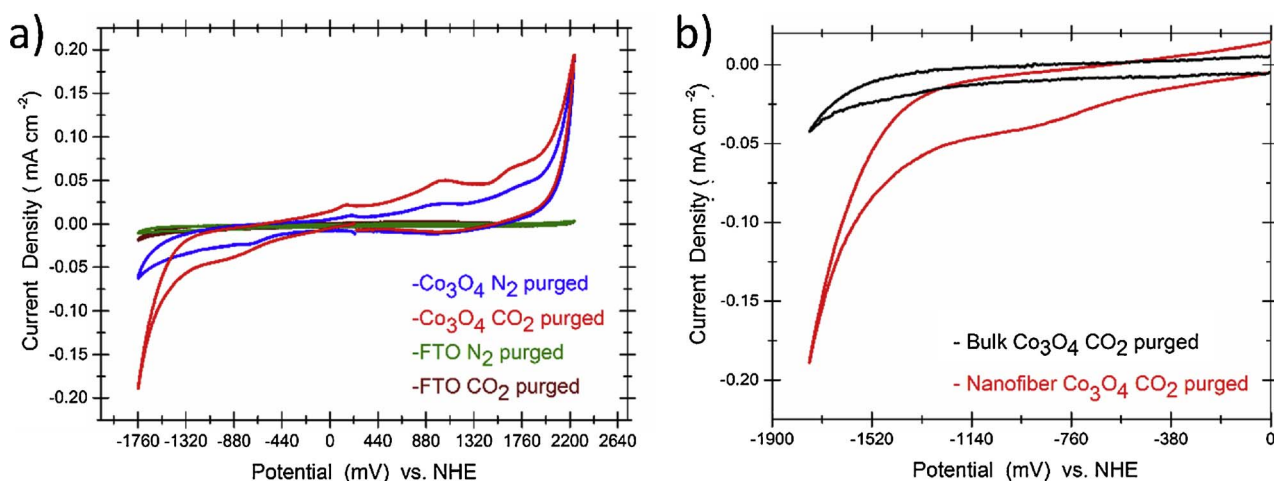 a)
0.20
0.15
0.10
0.05
0.00
-0.05
-0.10
-0.15
-0.20
Current Density ( mA cm⁻²)
-Co₃O₄ N₂ purged
-Co₃O₄ CO₂ purged
-FTO N₂ purged
-FTO CO₂ purged
-1760 -1320 -880 -440 0 440 880 1320 1760 2200 2640
Potential (mV) vs. NHE
b)
0.00
-0.05
-0.10
-0.15
-0.20
Current Density ( mA cm⁻²)
- Bulk Co₃O₄ CO₂ purged
- Nanofiber Co₃O₄ CO₂ purged
-1900 -1520 -1140 -760 -380 0
Potential (mV) vs. NHE